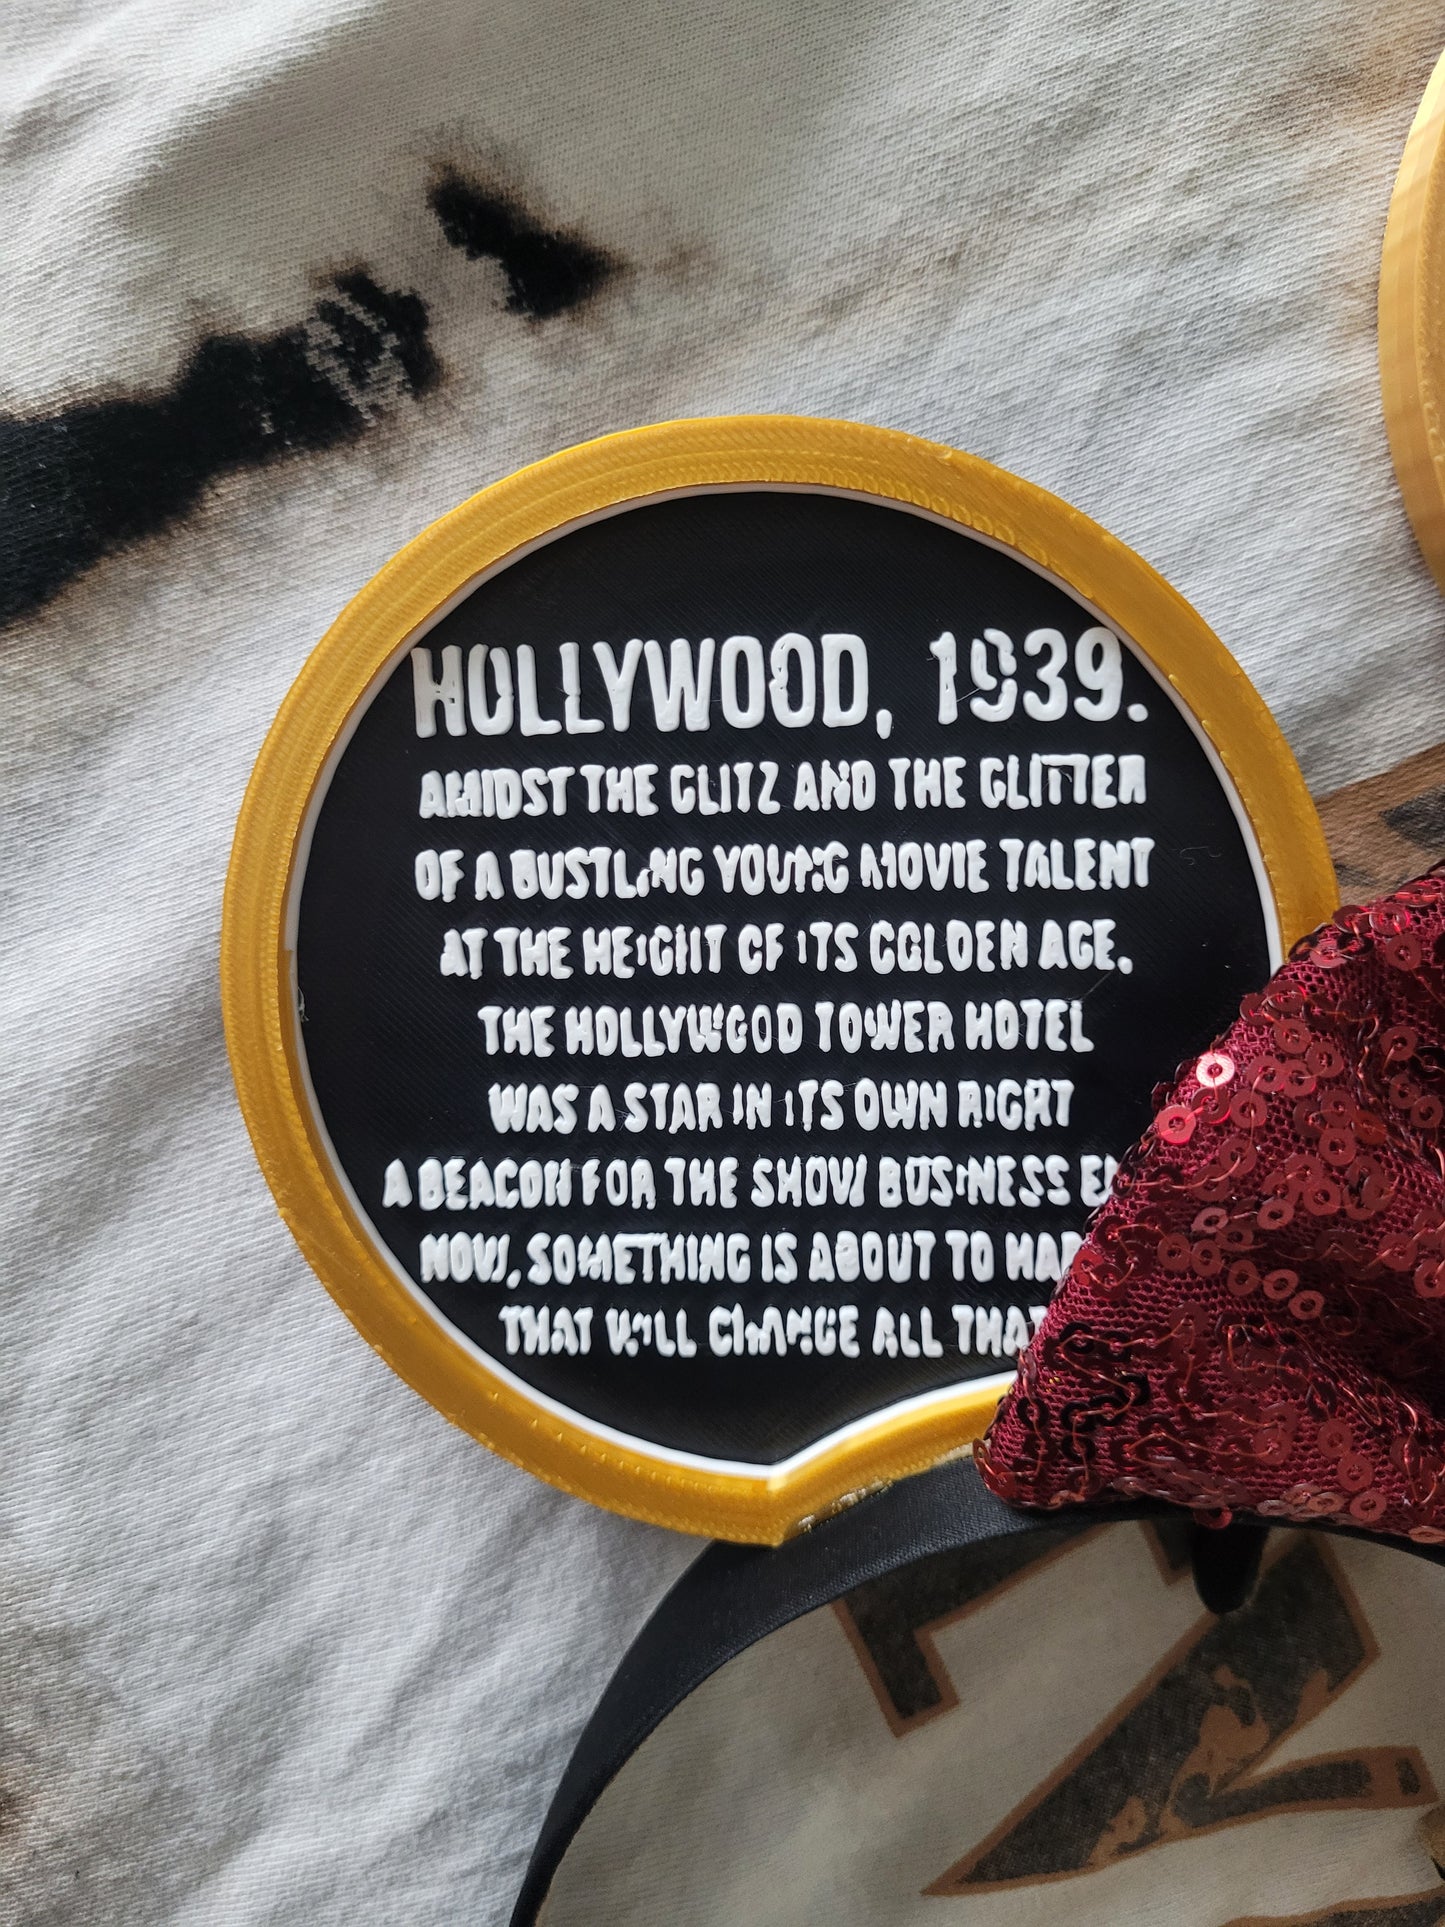 HOLLYWOOD, 1939.
AMIDST THE GLITZ AND THE GLITTER
OF A BUSTLING YOUNG MOVIE TALENT
AT THE HEIGHT OF ITS GOLDEN AGE,
THE HOLLYWOOD TOWER HOTEL
WAS A STAR IN ITS OWN RIGHT
A BEACON FOR THE SHOW BUSINESS
NOW, SOMETHING IS ABOUT TO
THAT WILL CHANGE ALL THAT